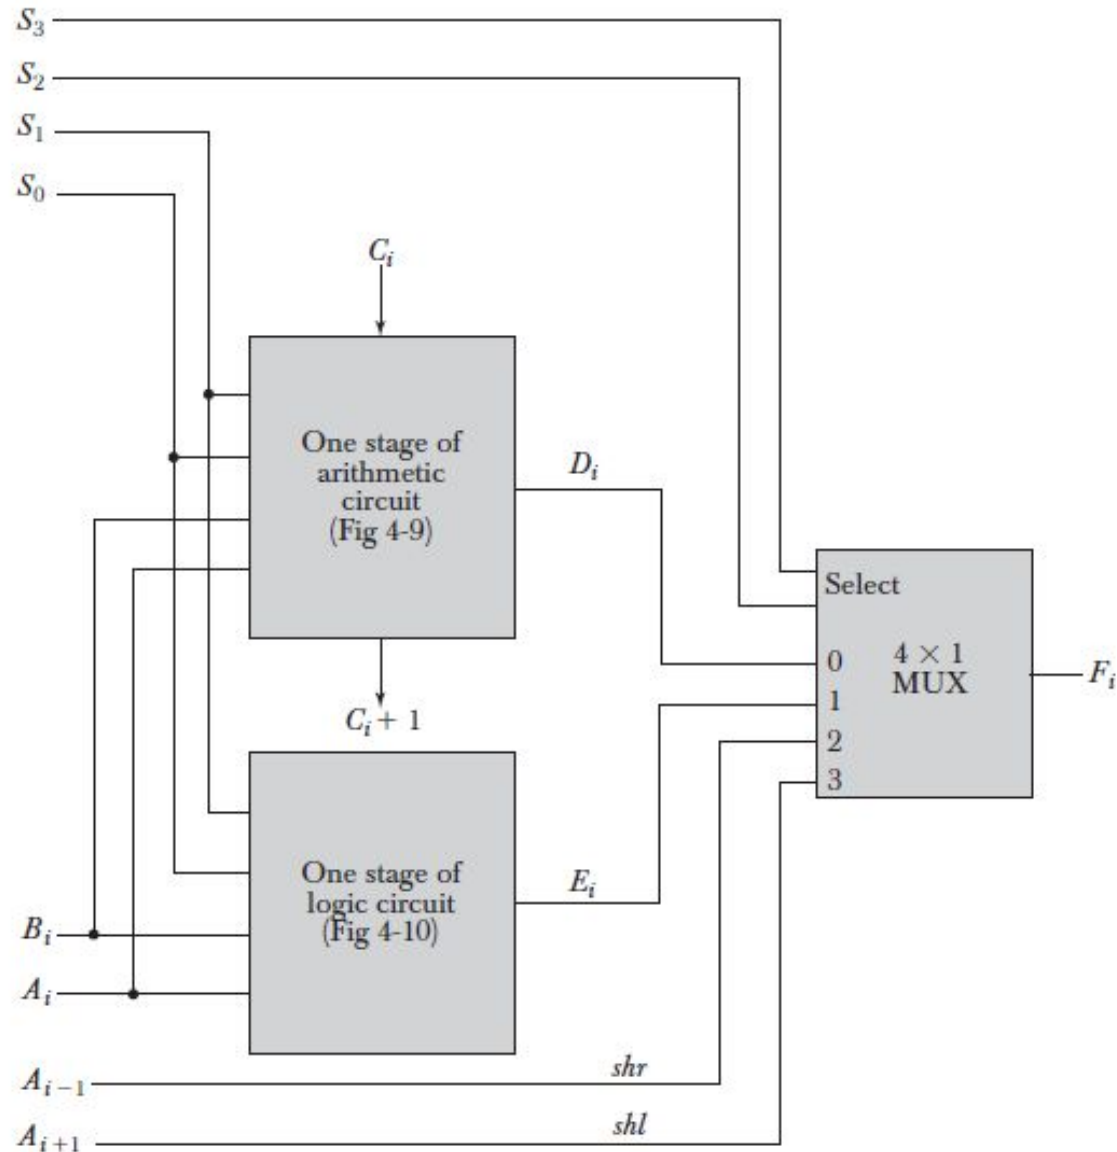 S₃
S₂
S₁
S₀
Cᵢ
One stage of
arithmetic
circuit
(Fig 4-9)
Dᵢ
Select
0
4 × 1
MUX
1
2
3
Fᵢ
Cᵢ + 1
One stage of
logic circuit
(Fig 4-10)
Eᵢ
Bᵢ
Aᵢ
Aᵢ₋₁
shr
Aᵢ₊₁
shl